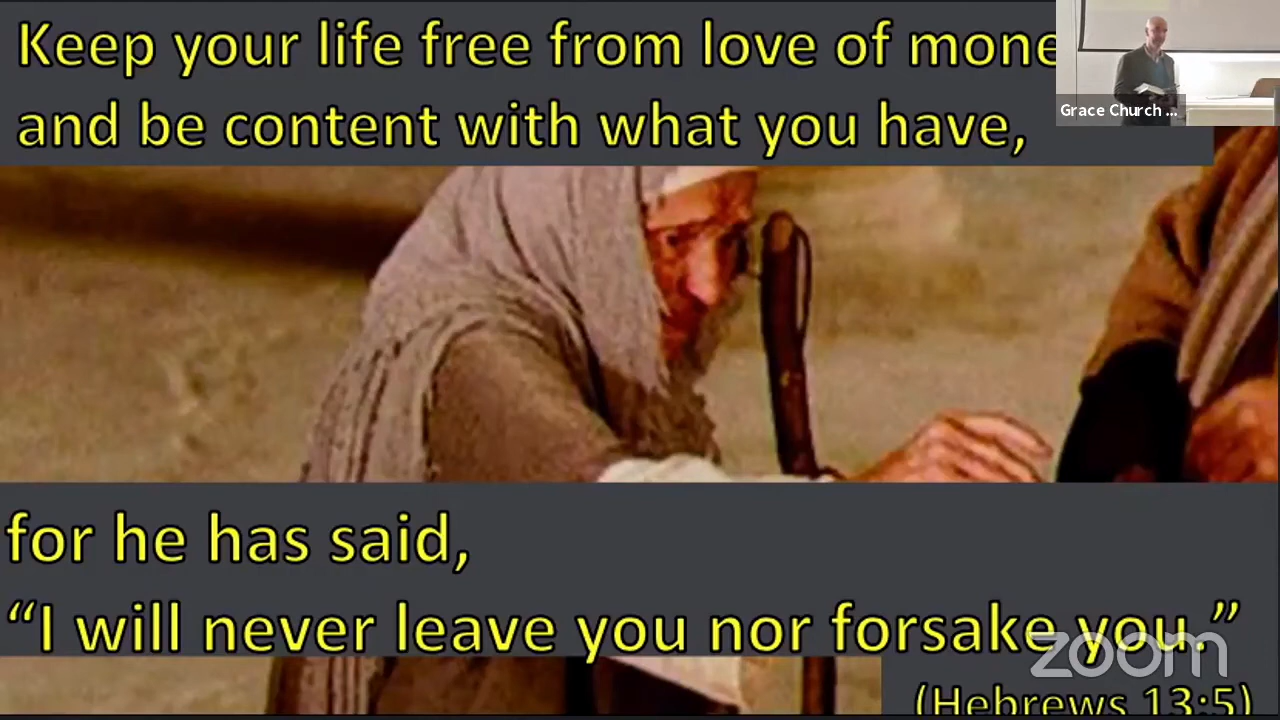 Keep your life free from love of mone
and be content with what you have,
Grace Church ...
for he has said,
“I will never leave you nor forsake you.”
zoom
(Hebrews 13:5)